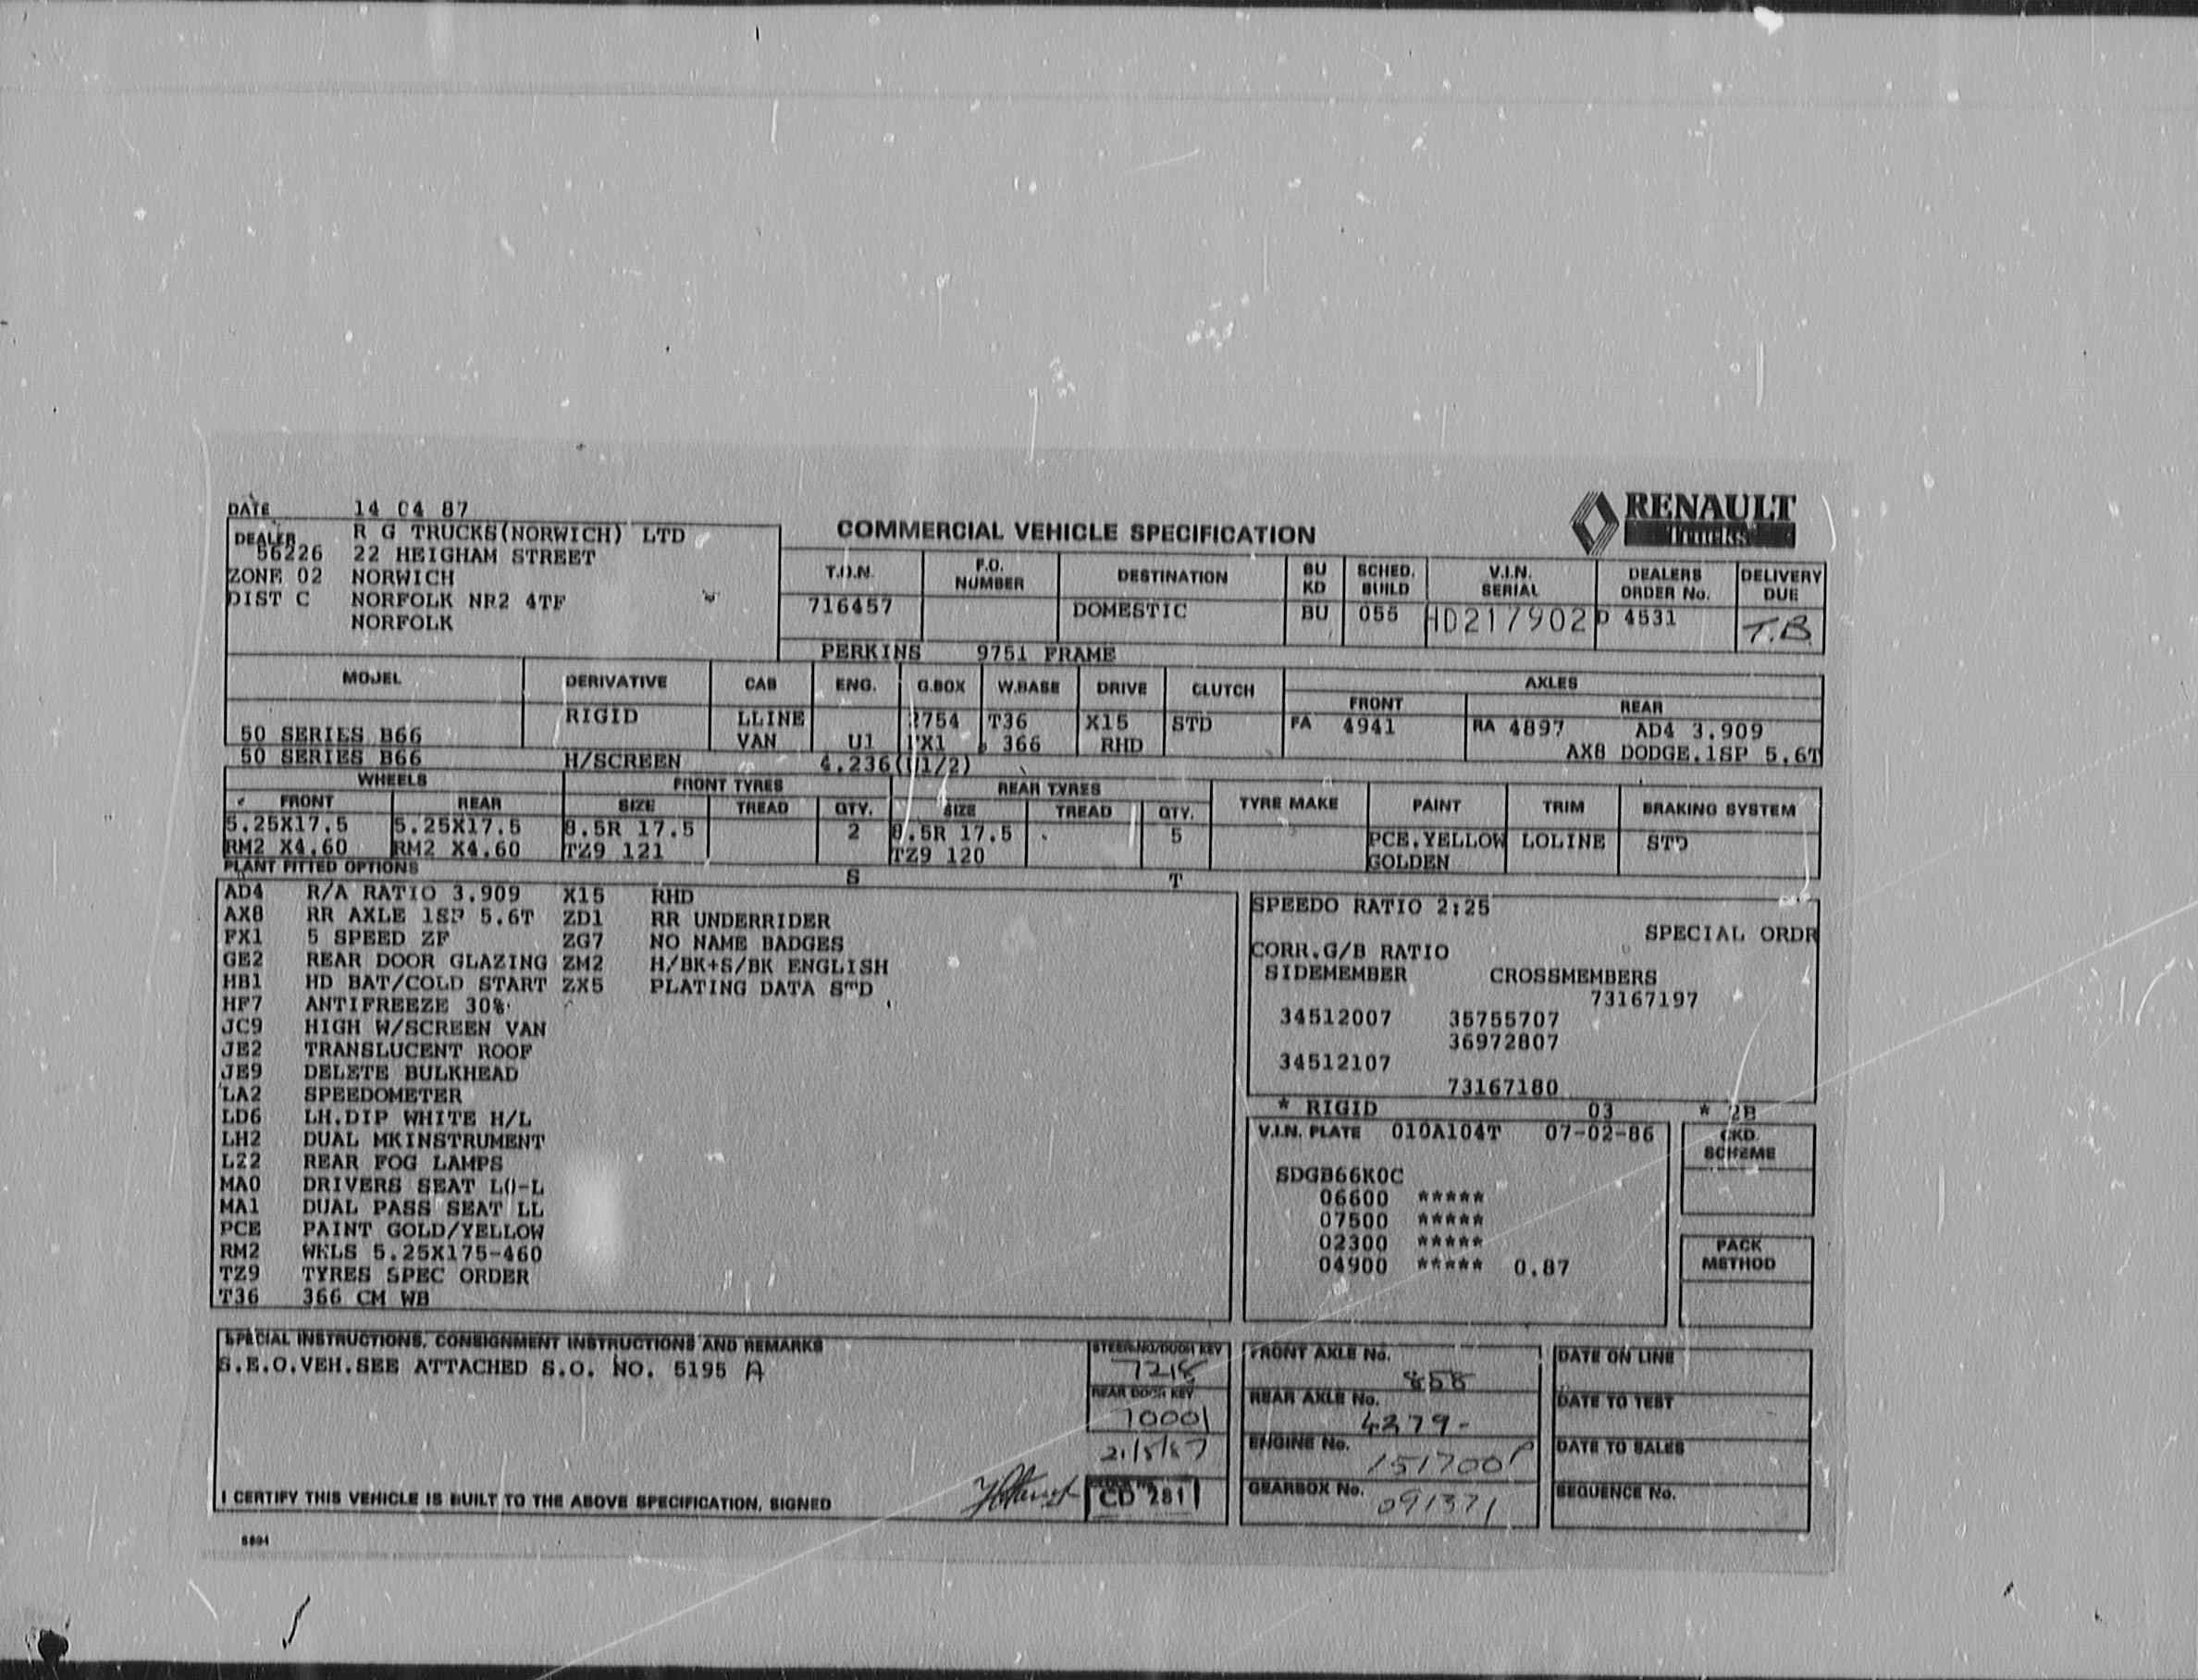 DATE 14 04 87
RENAULT
Trucks
COMMERCIAL VEHICLE SPECIFICATION
DEALER R G TRUCKS(NORWICH) LTD
56226 22 HEIGHAM STREET
ZONE 02 NORWICH
DIST C NORFOLK NR2 4TF
NORFOLK
T.O.N. F.O. NUMBER DESTINATION BU KD SCHED. BUILD V.I.N. SERIAL DEALERS ORDER No. DELIVERY DUE
716457 DOMESTIC BU 055 HD217902 D 4531 T.B
PERKINS 9751 FRAME
MODEL DERIVATIVE CAB ENG. G.BOX W.BASE DRIVE CLUTCH AXLES
FRONT REAR
RIGID LLINE 2754 T36 X15 STD FA 4941 RA 4897 AD4 3.909
50 SERIES B66 VAN U1 FX1 366 RHD AX8 DODGE.1SP 5.6T
50 SERIES B66 H/SCREEN 4.236(U1/2)
WHEELS FRONT TYRES REAR TYRES TYRE MAKE PAINT TRIM BRAKING SYSTEM
FRONT REAR SIZE TREAD QTY. SIZE TREAD QTY.
5.25X17.5 5.25X17.5 8.5R 17.5 2 8.5R 17.5 5 PCE.YELLOW LOLINE STD
RM2 X4.60 RM2 X4.60 TZ9 121 TZ9 120 GOLDEN
PLANT FITTED OPTIONS S T
AD4 R/A RATIO 3.909 X15 RHD
AX8 RR AXLE 1SP 5.6T ZD1 RR UNDERRIDER
FX1 5 SPEED ZF ZG7 NO NAME BADGES
GE2 REAR DOOR GLAZING ZM2 H/BK+S/BK ENGLISH
HB1 HD BAT/COLD START ZX5 PLATING DATA STD
HF7 ANTIFREEZE 30%
JC9 HIGH W/SCREEN VAN
JE2 TRANSLUCENT ROOF
JE9 DELETE BULKHEAD
LA2 SPEEDOMETER
LD6 LH.DIP WHITE H/L
LH2 DUAL MKINSTRUMENT
LZ2 REAR FOG LAMPS
MA0 DRIVERS SEAT LO-L
MA1 DUAL PASS SEAT LL
PCE PAINT GOLD/YELLOW
RM2 WHLS 5.25X175-460
TZ9 TYRES SPEC ORDER
T36 366 CM WB
SPEEDO RATIO 2:25
SPECIAL ORDR
CORR.G/B RATIO
SIDEMEMBER CROSSMEMBERS
73167197
34512007 35755707
36972807
34512107
73167180
* RIGID 03 * 2B
V.I.N. PLATE 010A104T 07-02-86
SDGB66K0C
06600 *****
07500 *****
02300 *****
04900 ***** 0.87
CKD. SCHEME
PACK METHOD
SPECIAL INSTRUCTIONS, CONSIGNMENT INSTRUCTIONS AND REMARKS
S.E.O.VEH.SEE ATTACHED S.O. NO. 5195 A
I CERTIFY THIS VEHICLE IS BUILT TO THE ABOVE SPECIFICATION, SIGNED
STEERING/DOOR KEY
7218
REAR DOOR KEY
10001
21/5/87
CD 281
FRONT AXLE No. 858
REAR AXLE No. 4379-
ENGINE No. 151700P
GEARBOX No. 091371
DATE ON LINE
DATE TO TEST
DATE TO SALES
SEQUENCE No.